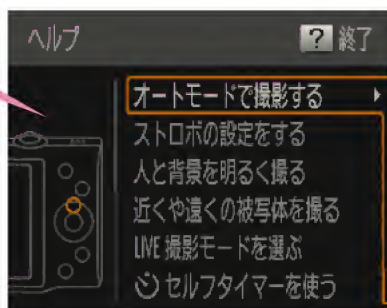 ヘルプ
? 終了
オートモードで撮影する
ストロボの設定をする
人と背景を明るく撮る
近くや遠くの被写体を撮る
LIVE 撮影モードを選ぶ
セルフタイマーを使う